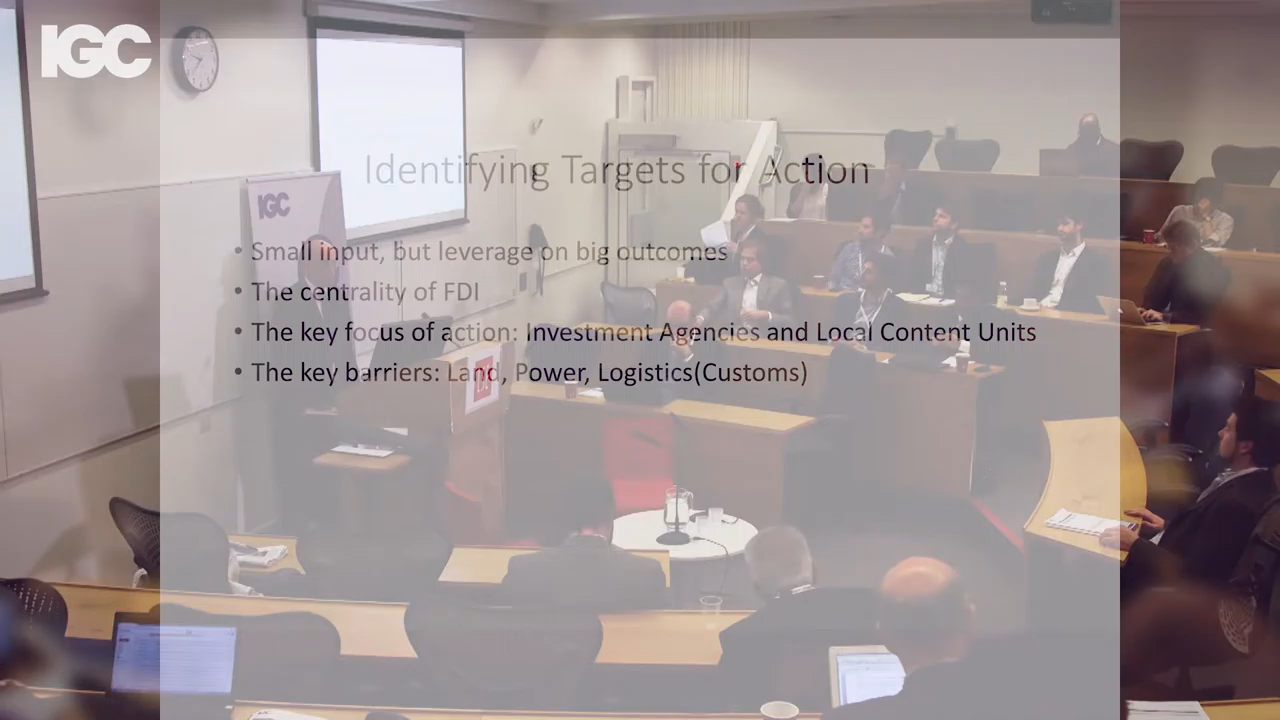 IGC
IGC
Identifying Targets for Action
• Small input, but leverage on big outcomes
• The centrality of FDI
• The key focus of action: Investment Agencies and Local Content Units
• The key barriers: Land, Power, Logistics(Customs)